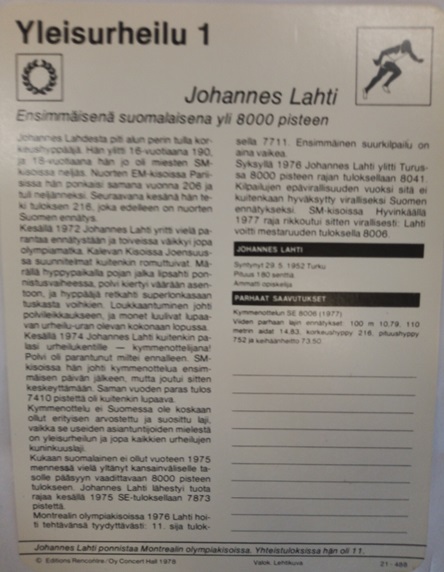 Yleisurheilu 1
Johannes Lahti
Ensimmäisenä suomalaisena yli 8000 pisteen
Johannes Lahdesta piti alun perin tulla kor-
keushyppääjä. Hän ylitti 16-vuotiaana 190,
ja 18-vuotiaana hän jo oli miesten SM-
kisoissa neljäs. Nuorten EM-kisoissa Parii-
sissa hän ponkaisi samana vuonna 206 ja
tuli neljänneksi. Seuraavana kesänä hän te-
ki tuloksen 216, joka edelleen on nuorten
Suomen ennätys.
Kesällä 1972 Johannes Lahti yritti vielä pa-
rantaa ennätystään ja toiveissa väikkyi jopa
olympiamatka. Kalevan Kisoissa Joensuus-
sa suunnitelmat kuitenkin romuttuivat. Mä-
rällä hyppypaikalla pojan jalka lipsahti pon-
nistusvaiheessa, polvi kiertyi väärään asen-
toon, ja hyppääjä retkahti superlonkasaan
tuskasta voihkien. Loukkaantuminen johti
polvileikkaukseen, ja monet luulivat lupaa-
van urheilu-uran olevan kokonaan lopussa.
Kesällä 1974 Johannes Lahti kuitenkin pa-
lasi urheilukentille — kymmenottelijana!
Polvi oli parantunut miltei ennalleen. SM-
kisoissa hän johti kymmenottelua ensim-
mäisen päivän jälkeen, mutta joutui sitten
keskeyttämään. Saman vuoden paras tulos
7410 pistettä oli kuitenkin lupaava.
Kymmenottelu ei Suomessa ole koskaan
ollut erityisen arvostettu ja suosittu laji,
vaikka se useiden asiantuntijoiden mielestä
on yleisurheilun ja jopa kaikkien urheilujen
kuninkuuslaji.
Kukaan suomalainen ei ollut vuoteen 1975
mennessä vielä yltänyt kansainväliselle ta-
solle pääsyyn vaadittavaan 8000 pisteen
tulokseen. Johannes Lahti lähestyi tuota
rajaa kesällä 1975 SE-tuloksellaan 7873
pistettä.
Montrealin olympiakisoissa 1976 Lahti hoi-
ti tehtävänsä tyydyttävästi: 11. sija tulok-
sella 7711. Ensimmäinen suurkilpailu on
aina vaikea.
Syksyllä 1976 Johannes Lahti ylitti Turus-
sa 8000 pisteen rajan tuloksellaan 8041.
Kilpailujen epävirallisuuden vuoksi sitä ei
kuitenkaan hyväksytty viralliseksi Suomen
ennätykseksi. SM-kisoissa Hyvinkäällä
1977 raja rikkoutui sitten virallisesti: Lahti
voitti mestaruuden tuloksella 8006.
JOHANNES LAHTI
Syntynyt 29.5. 1952 Turku
Pituus 190 senttiä
Ammatti opiskelija
PARHAAT SAAVUTUKSET
Kymmenottelun SE 8006 (1977)
Viiden parhaan lajin ennätykset: 100 m 10,79, 110
metrin aidat 14,83, korkeushyppy 216, pituushyppy
752 ja keihäänheitto 73,50
Johannes Lahti ponnistaa Montrealin olympiakisoissa. Yhteistuloksissa hän oli 11.
© Editions Rencontre/Oy Concert Hall 1978
Valok. Lehtikuva
21-488